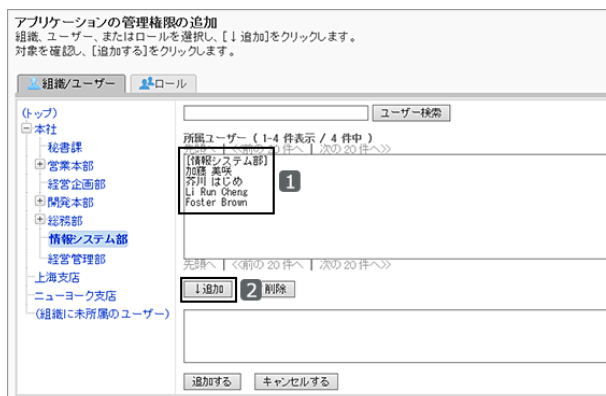 アプリケーションの管理権限の追加
組織、ユーザー、またはロールを選択し、[↓追加]をクリックします。
対象を確認し、[追加する]をクリックします。
組織/ユーザー
ロール
(トップ)
本社
秘書課
営業本部
経営企画部
開発本部
総務部
情報システム部
経営管理部
上海支店
ニューヨーク支店
(組織に未所属のユーザー)
ユーザー検索
所属ユーザー ( 1-4 件表示 / 4 件中 )
先頭へ | <<前の 20 件へ | 次の 20 件へ>>
[情報システム部]
加藤 美咲
芥川 はじめ
Li Run Cheng
Foster Brown
1
先頭へ | <<前の 20 件へ | 次の 20 件へ>>
↓追加
2
削除
追加する
キャンセルする